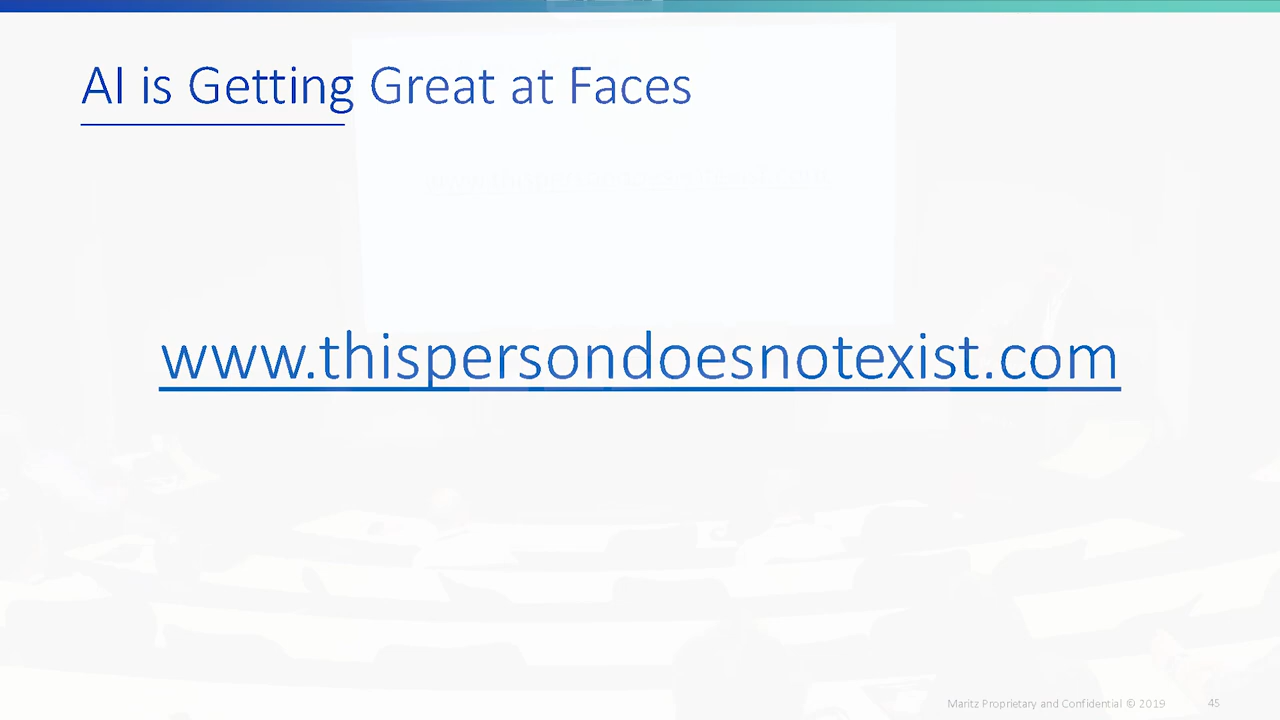 AI is Getting Great at Faces
www.thispersondoesnotexist.com
Maritz Proprietary and Confidential © 2019 45